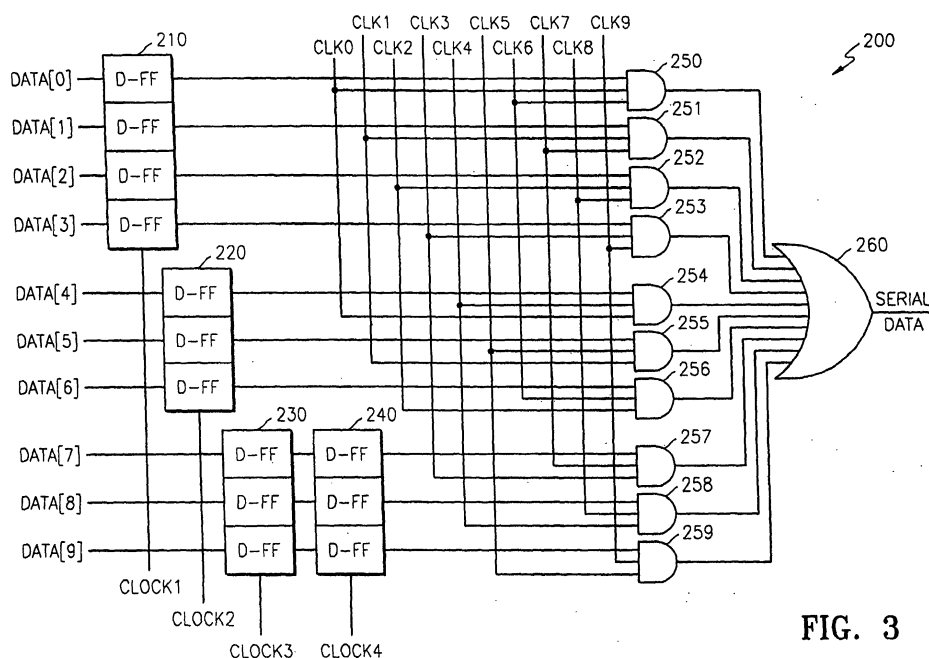 CLK1 CLK3 CLK5 CLK7 CLK9
CLK0 CLK2 CLK4 CLK6 CLK8
200
210
250
DATA[0] D-FF
251
DATA[1] D-FF
252
DATA[2] D-FF
253
DATA[3] D-FF
220
260
254
DATA[4] D-FF
SERIAL
DATA
255
DATA[5] D-FF
256
DATA[6] D-FF
230 240
257
DATA[7] D-FF D-FF
258
DATA[8] D-FF D-FF
259
DATA[9] D-FF D-FF
CLOCK1
CLOCK2
CLOCK3 CLOCK4
FIG. 3